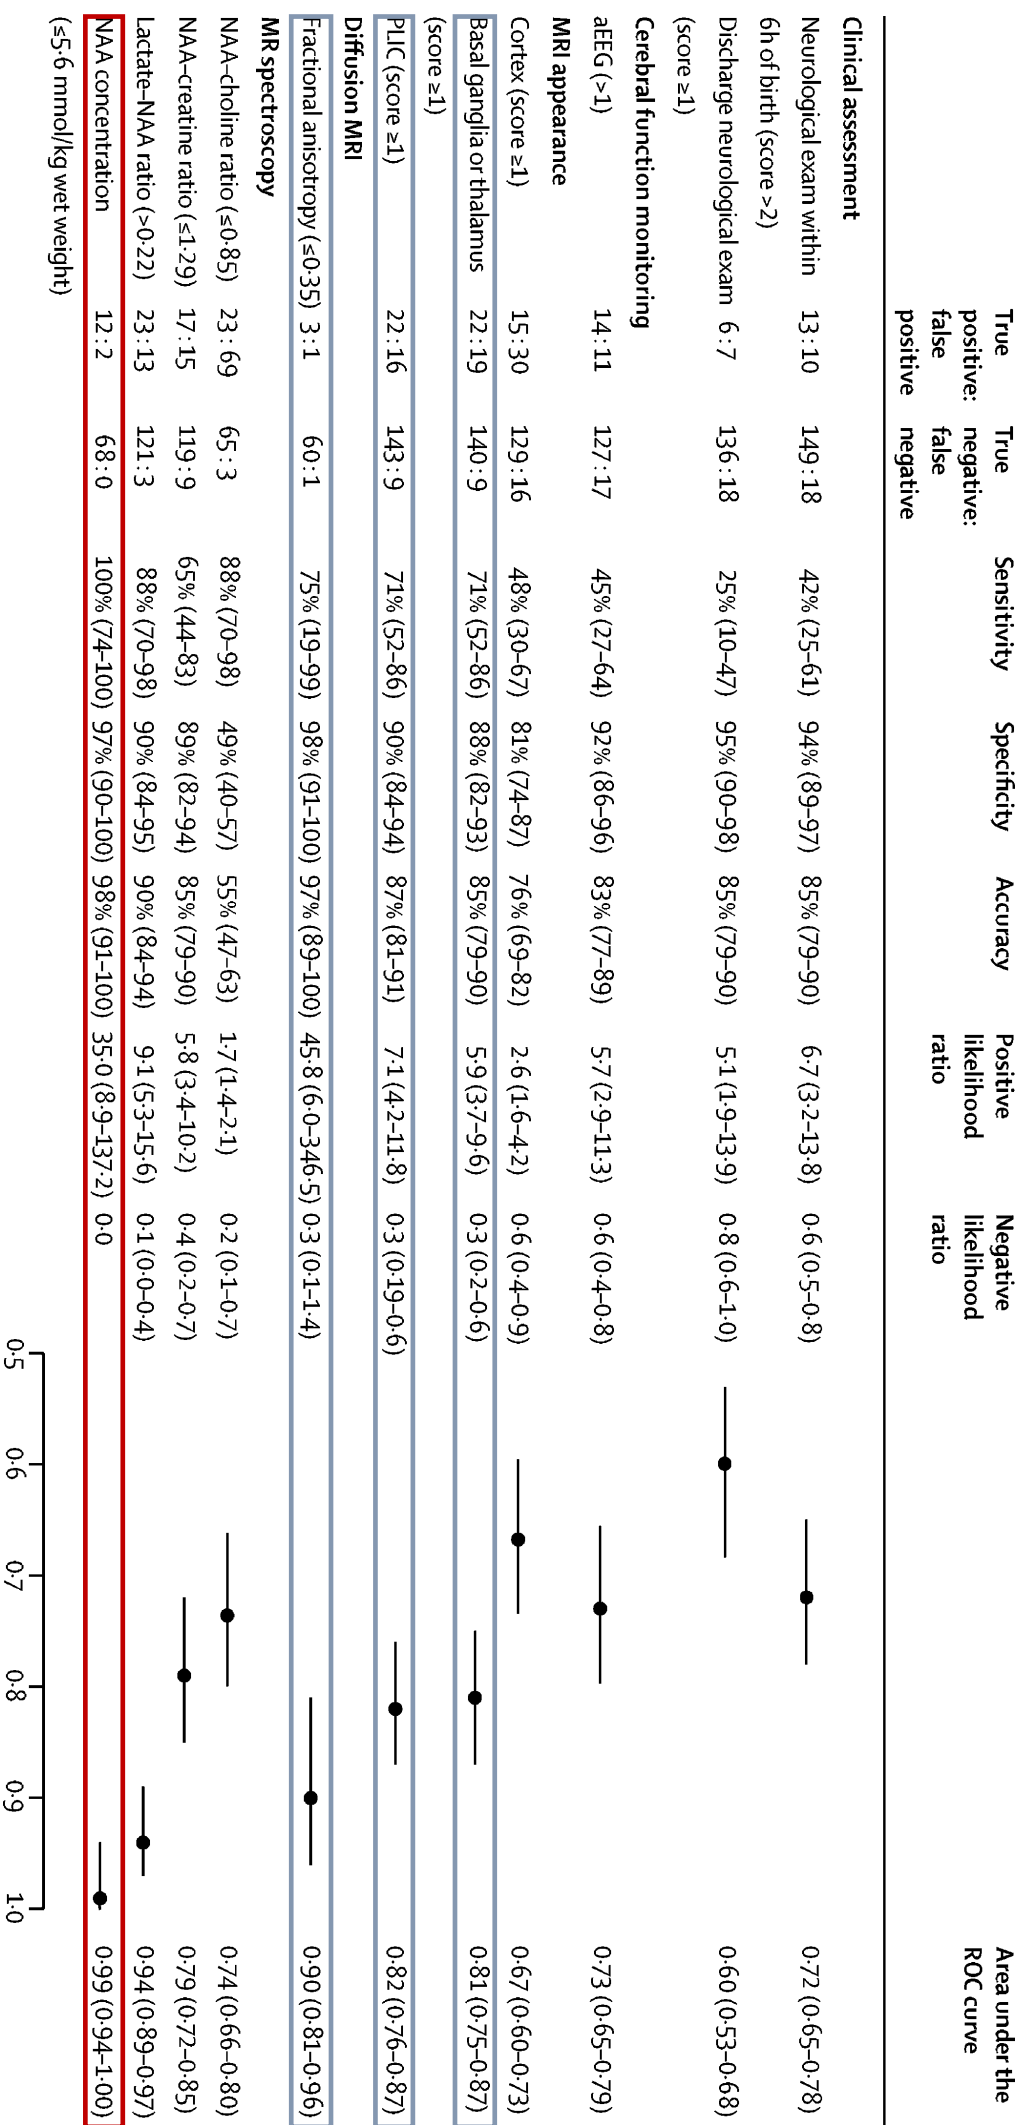 True positive: false positive True negative: false negative Sensitivity Specificity Accuracy Positive likelihood ratio Negative likelihood ratio Area under the ROC curve
Clinical assessment
Neurological exam within 13:10 149:18 42% (25–61) 94% (89–97) 85% (79–90) 6·7 (3·2–13·8) 0·6 (0·5–0·8) 0·72 (0·65–0·78)
6h of birth (score >2)
Discharge neurological exam 6:7 136:18 25% (10–47) 95% (90–98) 85% (79–90) 5·1 (1·9–13·9) 0·8 (0·6–1·0) 0·60 (0·53–0·68)
(score ≥1)
Cerebral function monitoring
aEEG (>1) 14:11 127:17 45% (27–64) 92% (86–96) 83% (77–89) 5·7 (2·9–11·3) 0·6 (0·4–0·8) 0·73 (0·65–0·79)
MRI appearance
Cortex (score ≥1) 15:30 129:16 48% (30–67) 81% (74–87) 76% (69–82) 2·6 (1·6–4·2) 0·6 (0·4–0·9) 0·67 (0·60–0·73)
Basal ganglia or thalamus 22:19 140:9 71% (52–86) 88% (82–93) 85% (79–90) 5·9 (3·7–9·6) 0·3 (0·2–0·6) 0·81 (0·75–0·87)
(score ≥1)
PLIC (score ≥1) 22:16 143:9 71% (52–86) 90% (84–94) 87% (81–91) 7·1 (4·2–11·8) 0·3 (0·19–0·6) 0·82 (0·76–0·87)
Diffusion MRI
Fractional anisotropy (≤0·35) 3:1 60:1 75% (19–99) 98% (91–100) 97% (89–100) 45·8 (6·0–346·5) 0·3 (0·1–1·4) 0·90 (0·81–0·96)
MR spectroscopy
NAA–choline ratio (≤0·85) 23:69 65:3 88% (70–98) 49% (40–57) 55% (47–63) 1·7 (1·4–2·1) 0·2 (0·1–0·7) 0·74 (0·66–0·80)
NAA–creatine ratio (≤1·29) 17:15 119:9 65% (44–83) 89% (82–94) 85% (79–90) 5·8 (3·4–10·2) 0·4 (0·2–0·7) 0·79 (0·72–0·85)
Lactate–NAA ratio (>0·22) 23:13 121:3 88% (70–98) 90% (84–95) 90% (84–94) 9·1 (5·3–15·6) 0·1 (0·0–0·4) 0·94 (0·89–0·97)
NAA concentration 12:2 68:0 100% (74–100) 97% (90–100) 98% (91–100) 35·0 (8·9–137·2) 0·0 0·99 (0·94–1·00)
(≤5·6 mmol/kg wet weight)
0·5 0·6 0·7 0·8 0·9 1·0